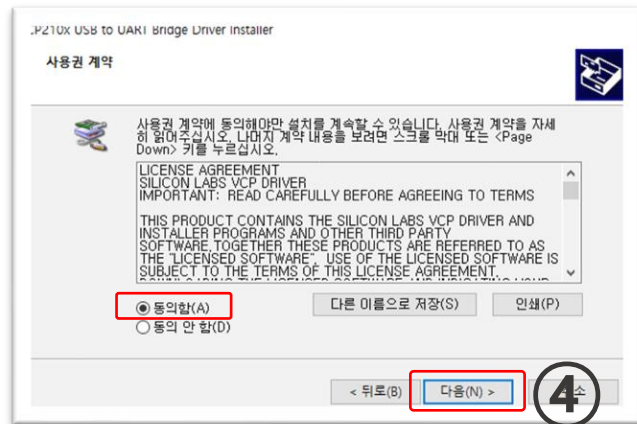 CP210x USB to UART Bridge Driver Installer
사용권 계약
사용권 계약에 동의해야만 설치를 계속할 수 있습니다. 사용권 계약을 자세
히 읽어주십시오. 나머지 계약 내용을 보려면 스크롤 막대 또는 <Page
Down> 키를 누르십시오.
LICENSE AGREEMENT
SILICON LABS VCP DRIVER
IMPORTANT: READ CAREFULLY BEFORE AGREEING TO TERMS
THIS PRODUCT CONTAINS THE SILICON LABS VCP DRIVER AND
INSTALLER PROGRAMS AND OTHER THIRD PARTY
SOFTWARE. TOGETHER THESE PRODUCTS ARE REFERRED TO AS
THE "LICENSED SOFTWARE". USE OF THE LICENSED SOFTWARE IS
SUBJECT TO THE TERMS OF THIS LICENSE AGREEMENT.
동의함(A)
다른 이름으로 저장(S)
인쇄(P)
동의 안 함(D)
< 뒤로(B)
다음(N) >
4
소